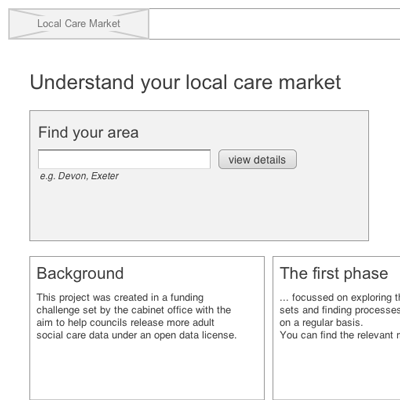 Local Care Market
Understand your local care market
Find your area
view details
e.g. Devon, Exeter
Background
This project was created in a funding
challenge set by the cabinet office with the
aim to help councils release more adult
social care data under an open data license.
The first phase
... focussed on exploring
sets and finding processes
on a regular basis.
You can find the relevant